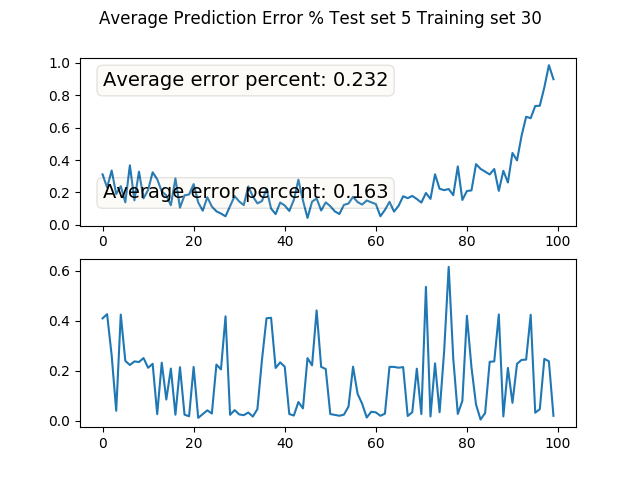 Average Prediction Error % Test set 5 Training set 30
1.0
Average error percent: 0.232
0.8
0.6
0.4
0.2
Average error percent: 0.163
0.0
0 20 40 60 80 100
0.6
0.4
0.2
0.0
0 20 40 60 80 100